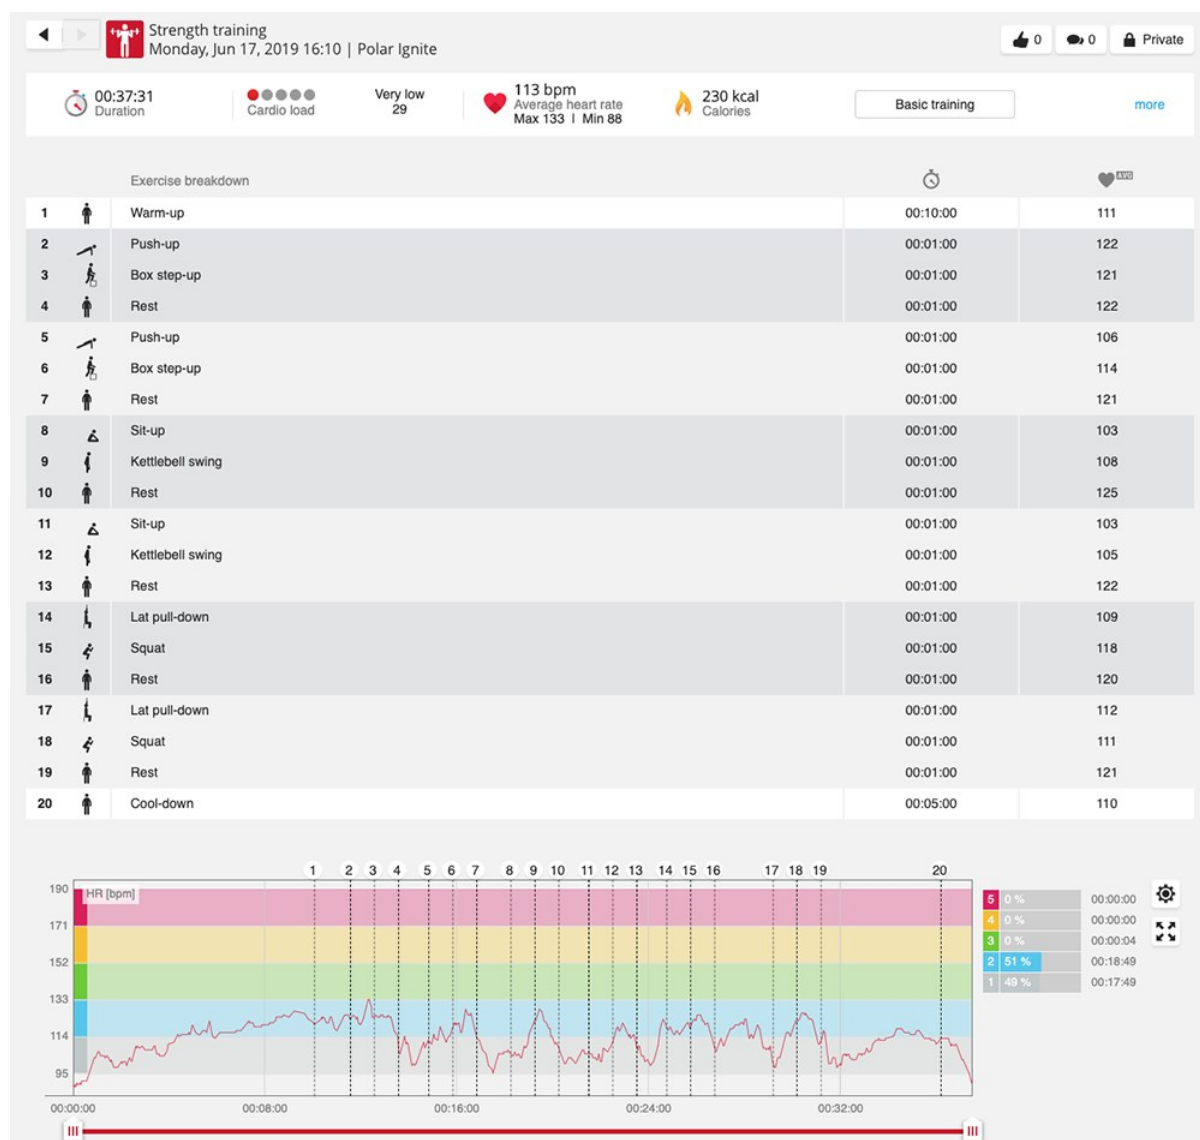 Strength training
Monday, Jun 17, 2019 16:10 | Polar Ignite
0 0 Private
00:37:31
Duration
Cardio load
Very low
29
113 bpm
Average heart rate
Max 133 | Min 88
230 kcal
Calories
Basic training
more
Exercise breakdown AVG
1 Warm-up 00:10:00 111
2 Push-up 00:01:00 122
3 Box step-up 00:01:00 121
4 Rest 00:01:00 122
5 Push-up 00:01:00 106
6 Box step-up 00:01:00 114
7 Rest 00:01:00 121
8 Sit-up 00:01:00 103
9 Kettlebell swing 00:01:00 108
10 Rest 00:01:00 125
11 Sit-up 00:01:00 103
12 Kettlebell swing 00:01:00 105
13 Rest 00:01:00 122
14 Lat pull-down 00:01:00 109
15 Squat 00:01:00 118
16 Rest 00:01:00 120
17 Lat pull-down 00:01:00 112
18 Squat 00:01:00 111
19 Rest 00:01:00 121
20 Cool-down 00:05:00 110
1 2 3 4 5 6 7 8 9 10 11 12 13 14 15 16 17 18 19 20
HR [bpm]
190
171
152
133
114
95
00:00:00 00:08:00 00:16:00 00:24:00 00:32:00
5 0 % 00:00:00
4 0 % 00:00:00
3 0 % 00:00:04
2 51 % 00:18:49
1 49 % 00:17:49